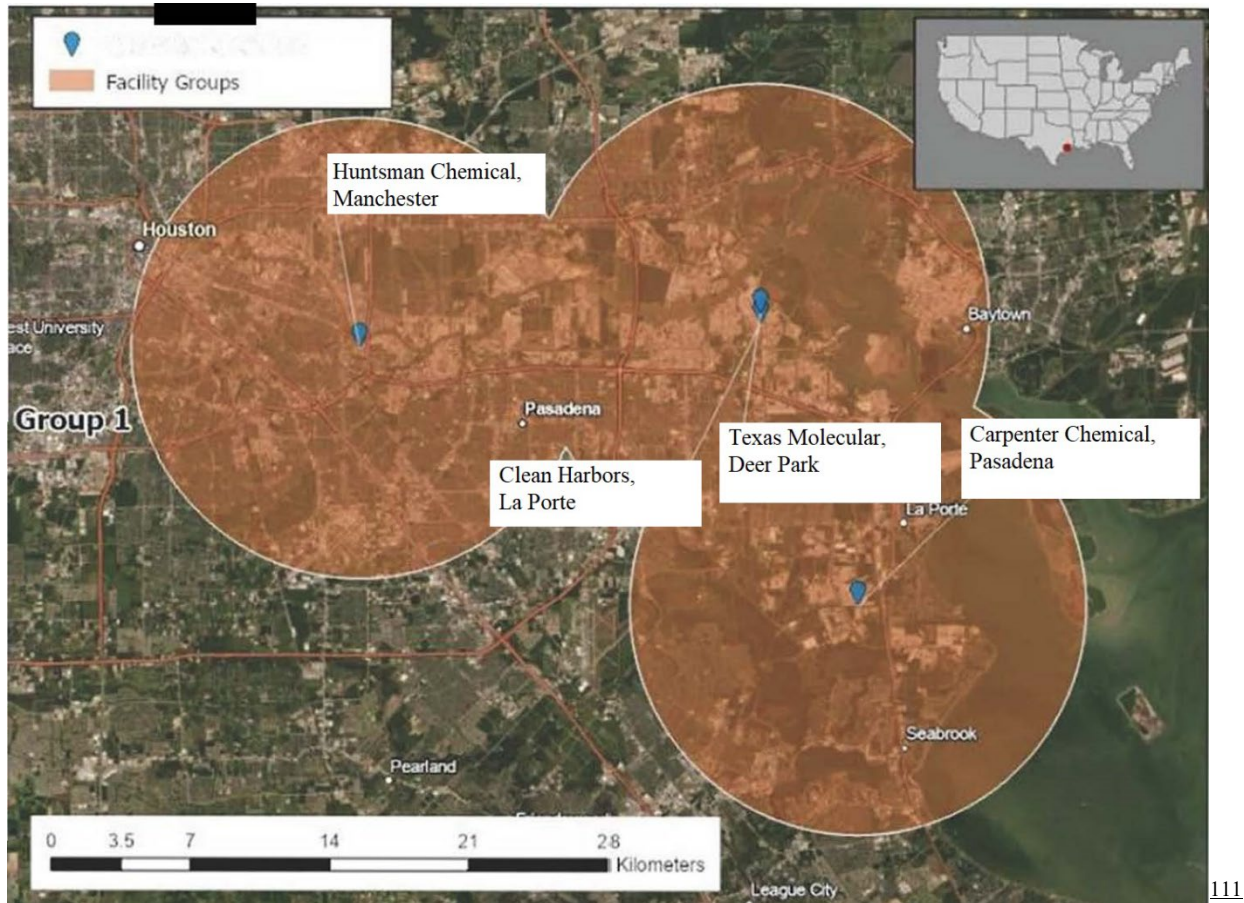 Facility Groups
Huntsman Chemical,
Manchester
Houston
est University
ace
Baytown
Group 1
Pasadena
Texas Molecular,
Deer Park
Carpenter Chemical,
Pasadena
Clean Harbors,
La Porte
La Porte
Seabrook
Pearland
0 3.5 7 14 21 28
Kilometers
League City
111